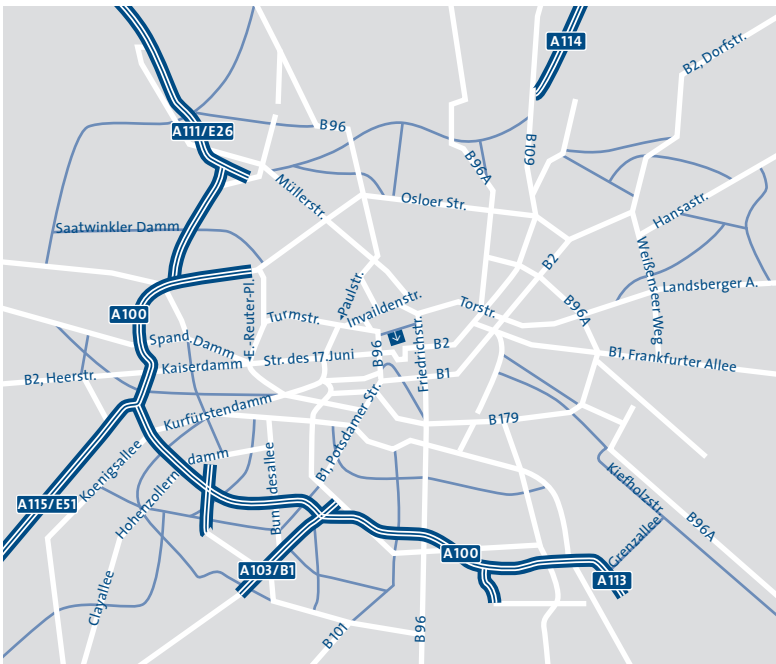 A114
B2, Dorfstr.
A111/E26
B96
B109
B96A
Müllerstr.
Osloer Str.
Hansastr.
Saatwinkler Damm
Weißenseer Weg
B2
Paulstr.
E.-Reuter-Pl.
Invaildenstr.
Torstr.
Landsberger A.
B96A
A100
Turmstr.
Friedrichstr.
Spand. Damm
B96
B2
B1, Frankfurter Allee
Kaiserdamm
Str. des 17.Juni
B2, Heerstr.
B1
Kurfürstendamm
B1, Potsdamer Str.
B179
Koenigsallee
Hohenzollerndamm
Bundesallee
Kiefholzstr.
A115/E51
B96A
A100
Grenzallee
A103/B1
A113
Clayallee
B101
B96